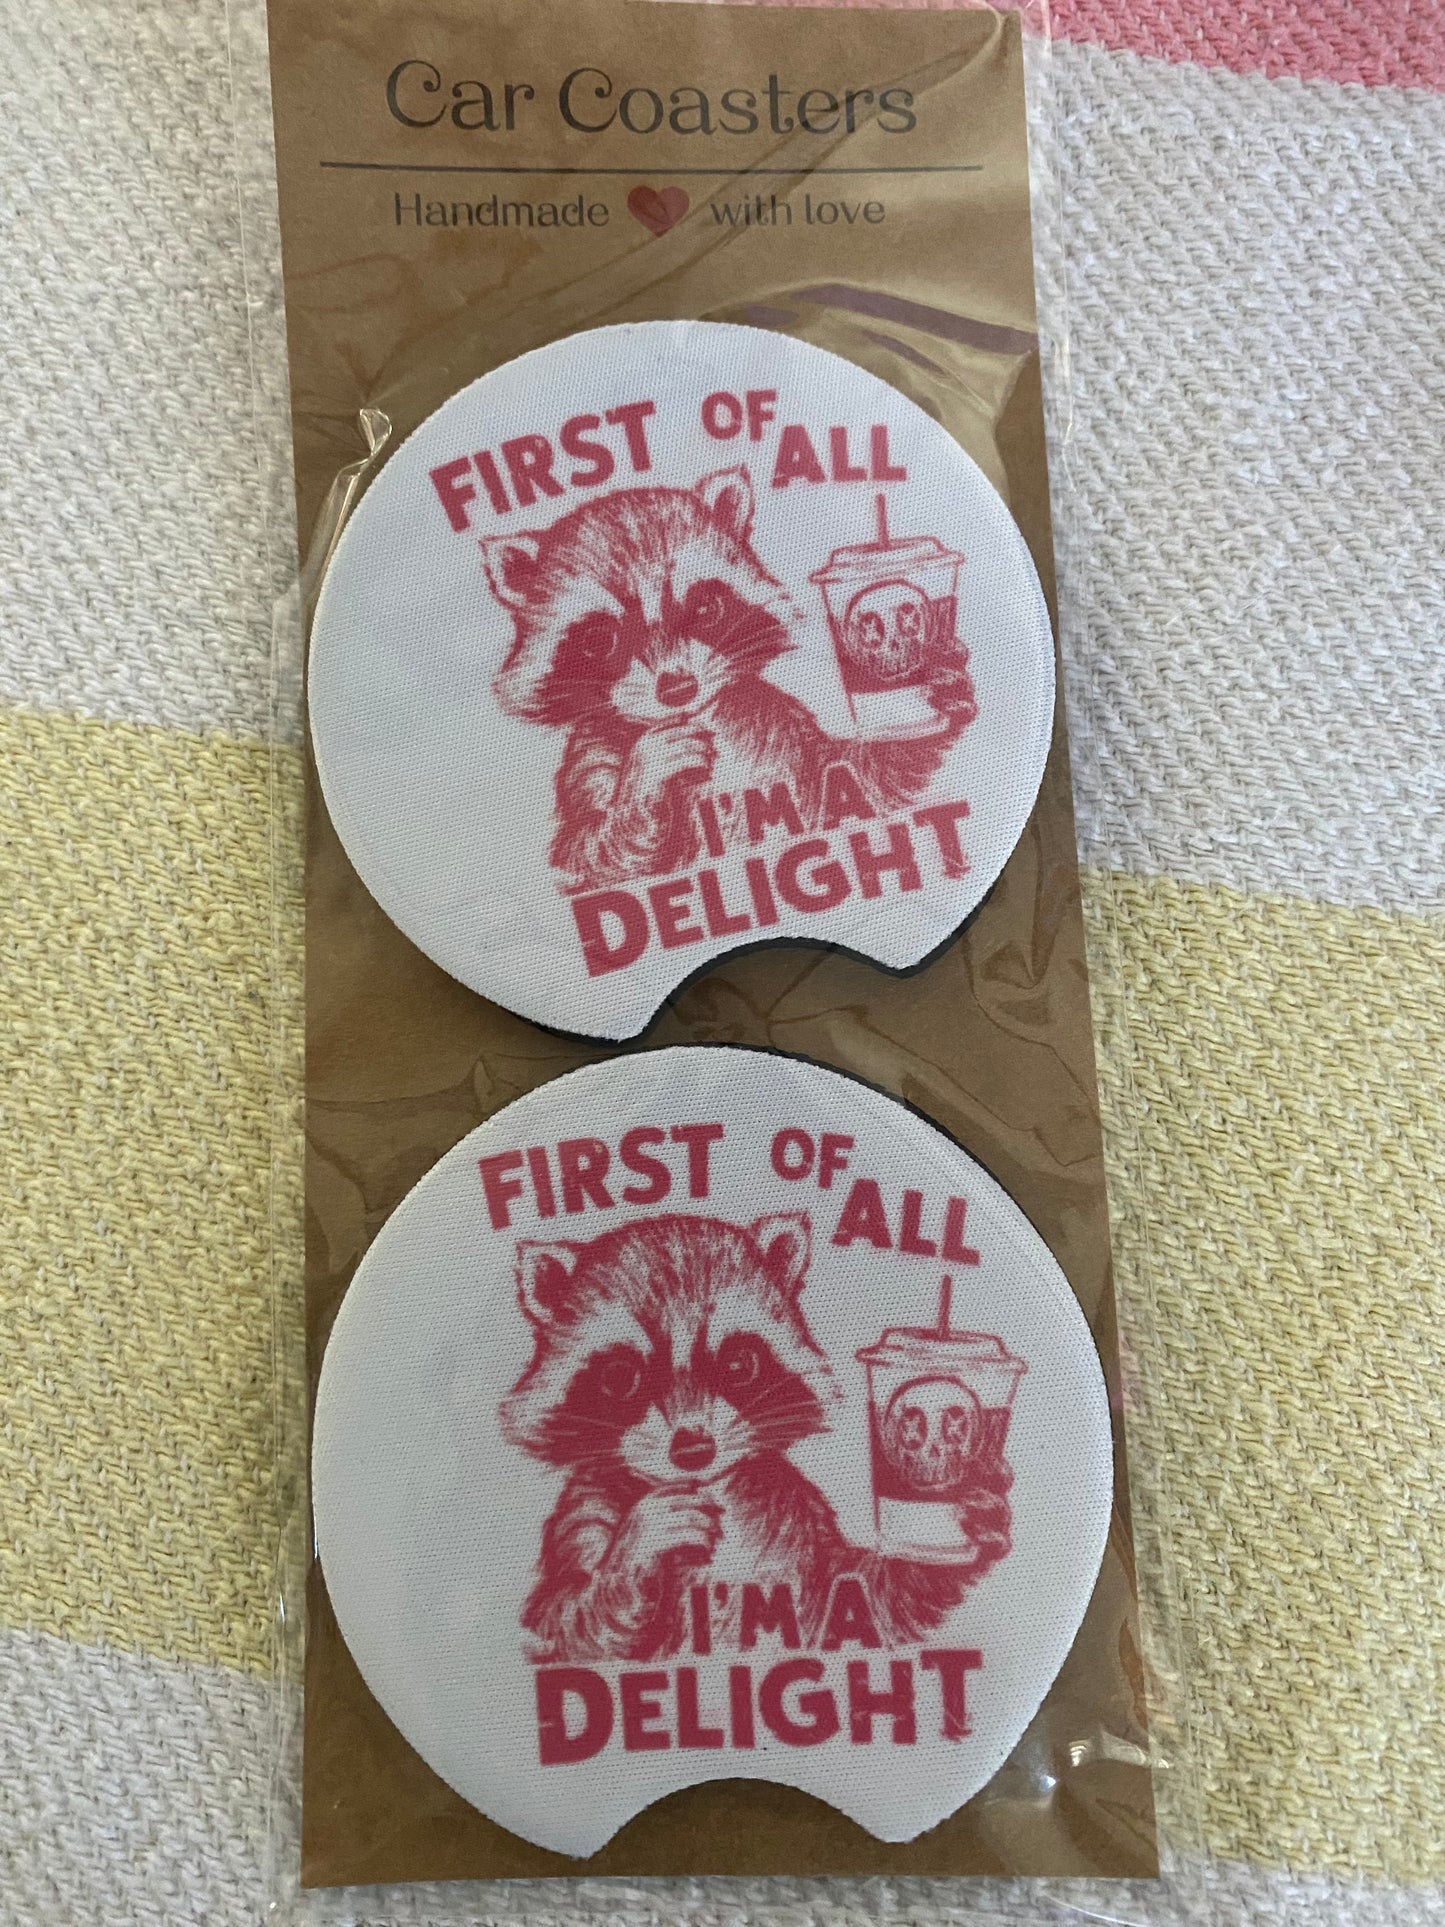 Car Coasters
Handmade with love
FIRST OF ALL
I'M A
DELIGHT
FIRST OF ALL
I'M A
DELIGHT